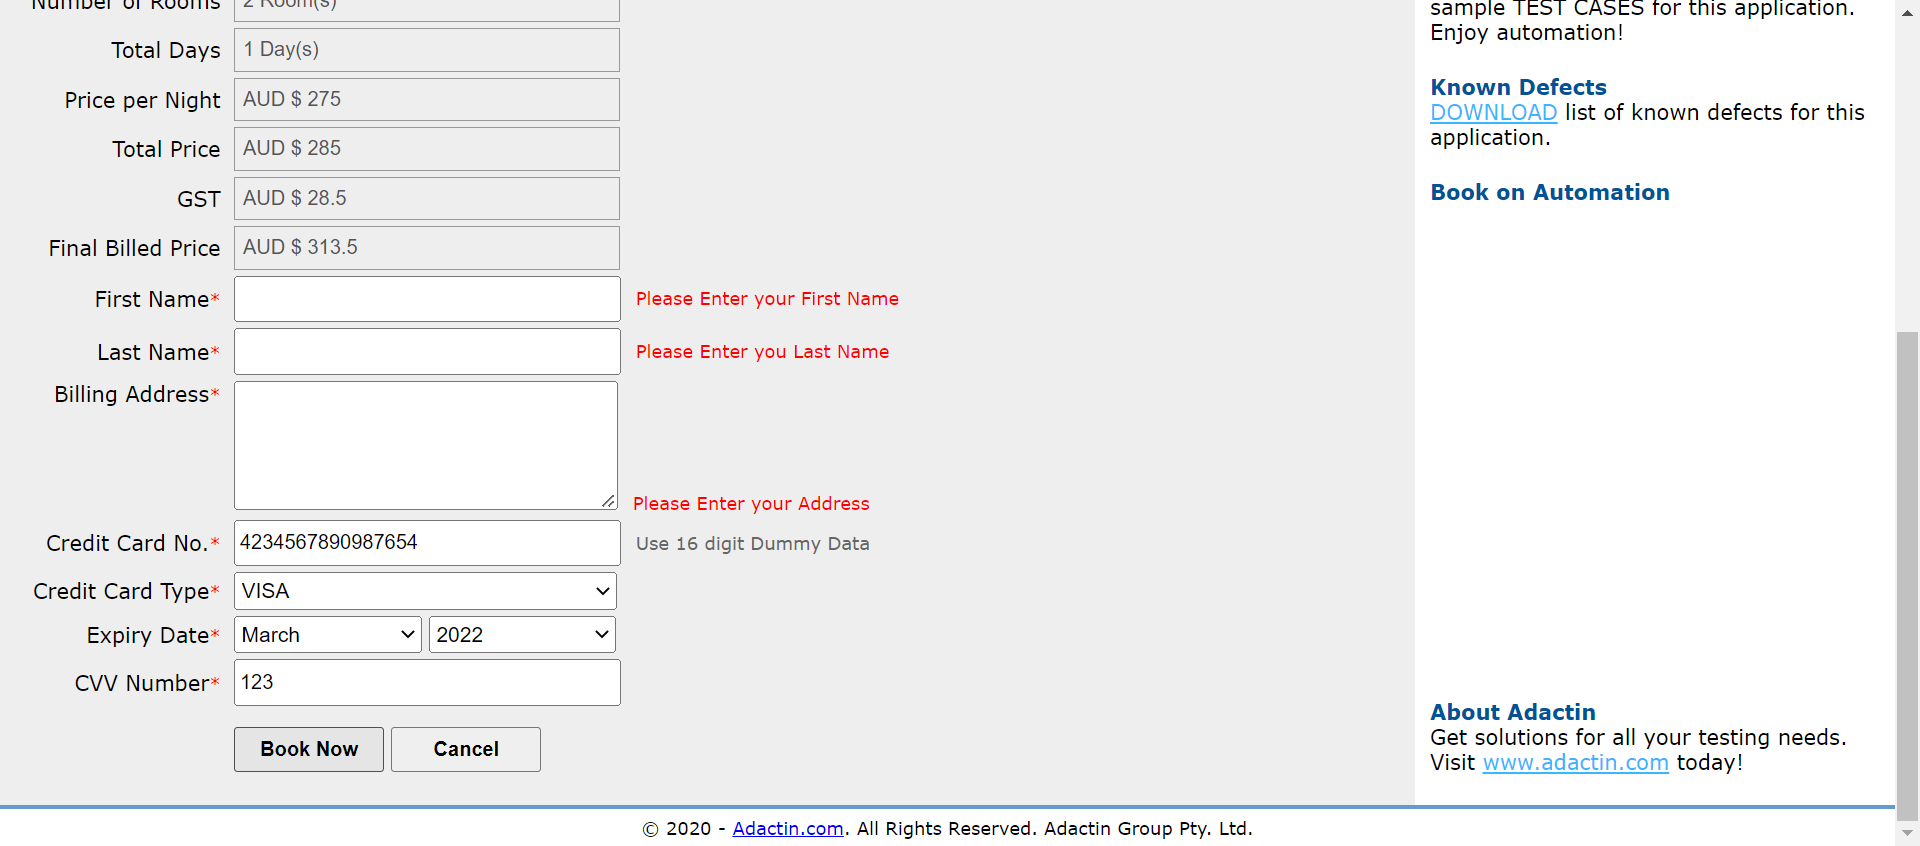 Number of Rooms 2 Room(s)
Total Days 1 Day(s)
Price per Night AUD $ 275
Total Price AUD $ 285
GST AUD $ 28.5
Final Billed Price AUD $ 313.5
First Name* Please Enter your First Name
Last Name* Please Enter you Last Name
Billing Address*
Please Enter your Address
Credit Card No.* 4234567890987654 Use 16 digit Dummy Data
Credit Card Type* VISA
Expiry Date* March 2022
CVV Number* 123
Book Now Cancel
sample TEST CASES for this application.
Enjoy automation!
Known Defects
DOWNLOAD list of known defects for this
application.
Book on Automation
About Adactin
Get solutions for all your testing needs.
Visit www.adactin.com today!
© 2020 - Adactin.com. All Rights Reserved. Adactin Group Pty. Ltd.